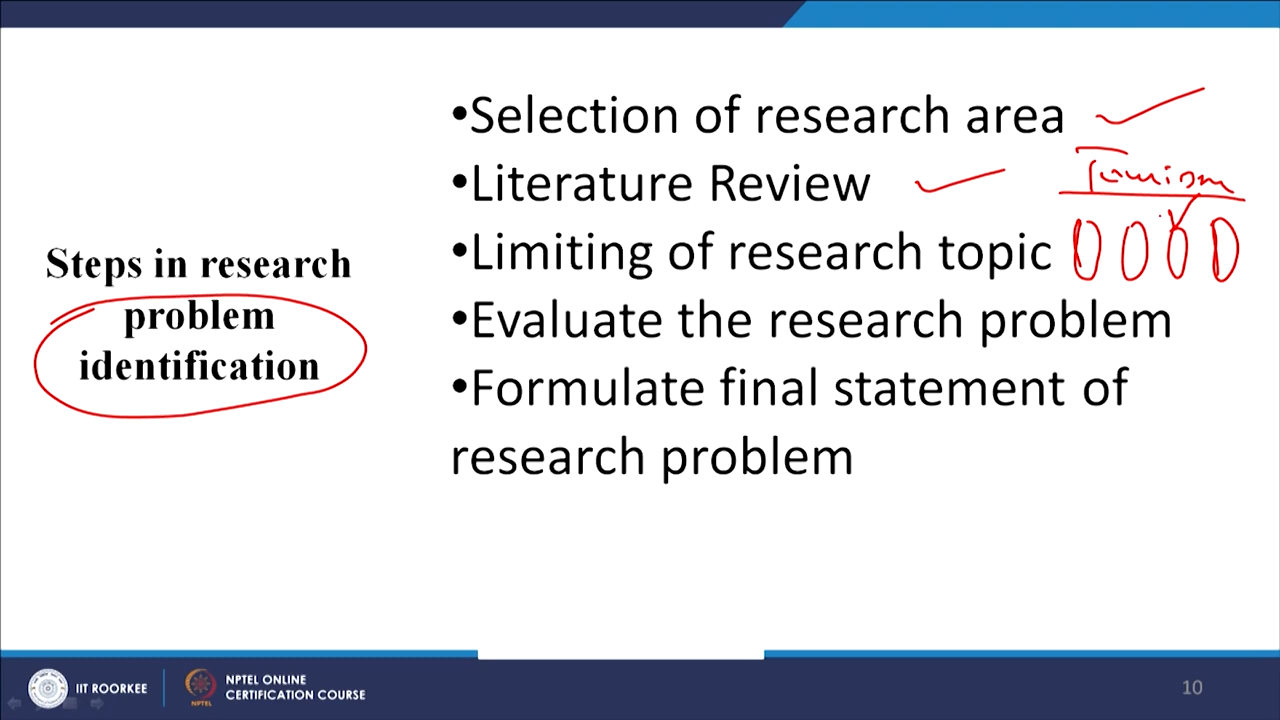 Steps in research
problem
identification
•Selection of research area
•Literature Review
Tourism
•Limiting of research topic
•Evaluate the research problem
•Formulate final statement of
research problem
IIT ROORKEE
NPTEL ONLINE
CERTIFICATION COURSE
NPTEL
10